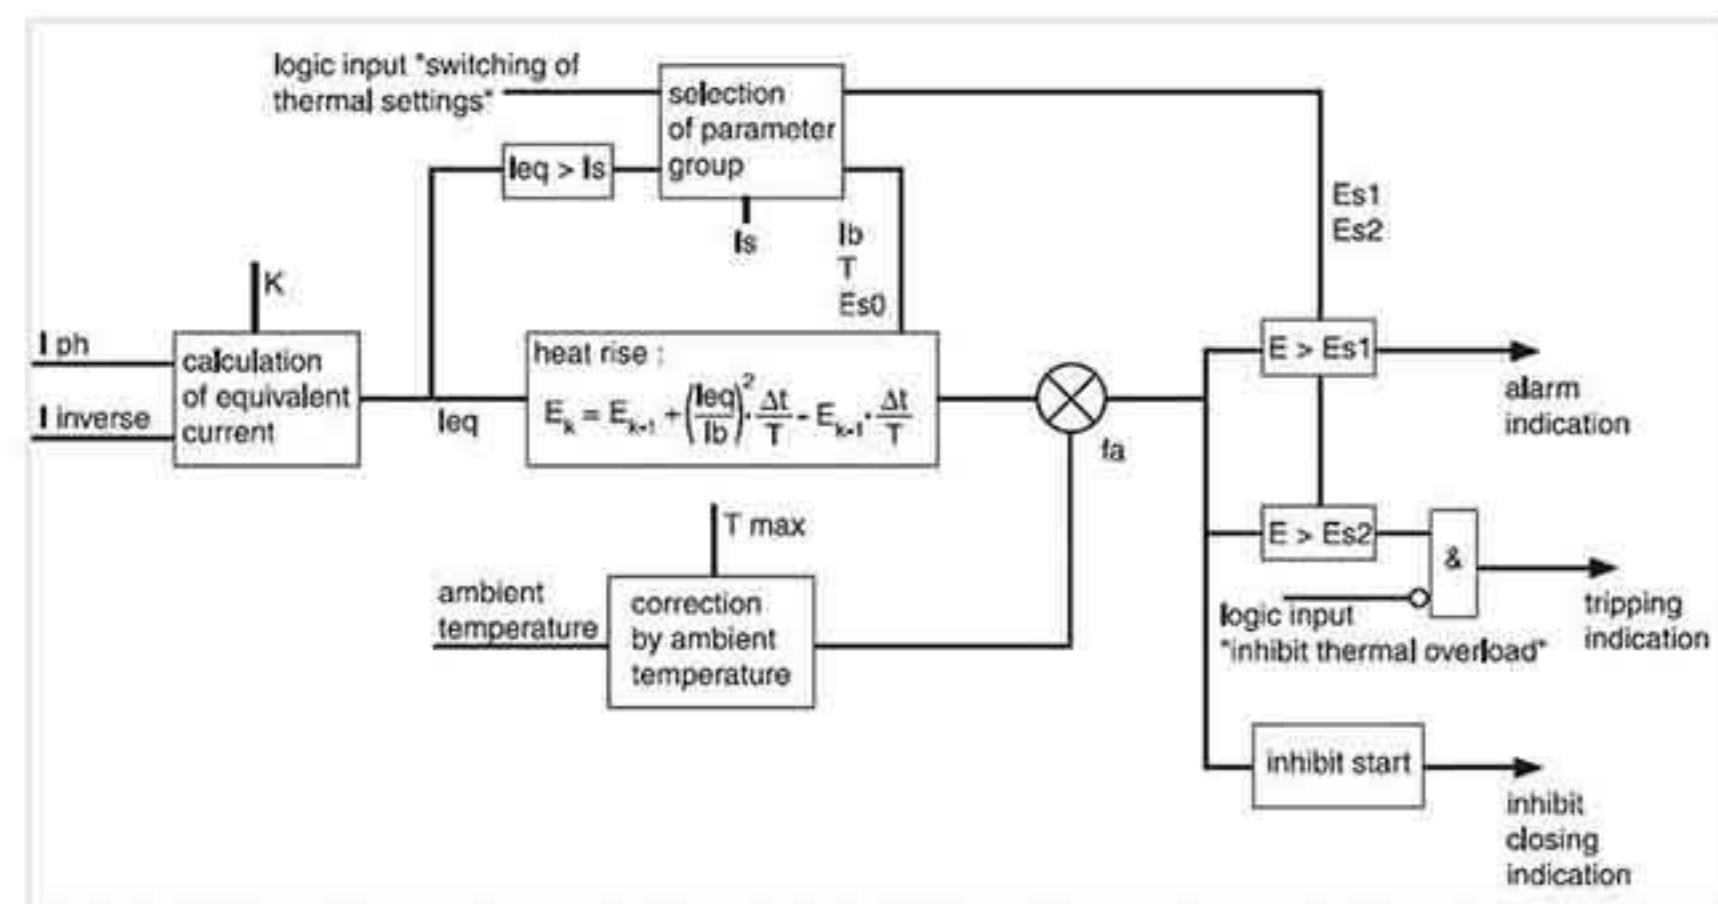 logic input "switching of
thermal settings"
selection
of parameter
group
Ieq > Is
Is
Ib
T
Es0
Es1
Es2
K
I ph
I inverse
calculation
of equivalent
current
Ieq
heat rise :
E_k = E_{k-1} + (Ieq/Ib)^2 · Δt/T - E_{k-1} · Δt/T
fa
E > Es1
alarm
indication
T max
ambient
temperature
correction
by ambient
temperature
E > Es2
&
logic input
"inhibit thermal overload"
tripping
indication
inhibit start
inhibit
closing
indication